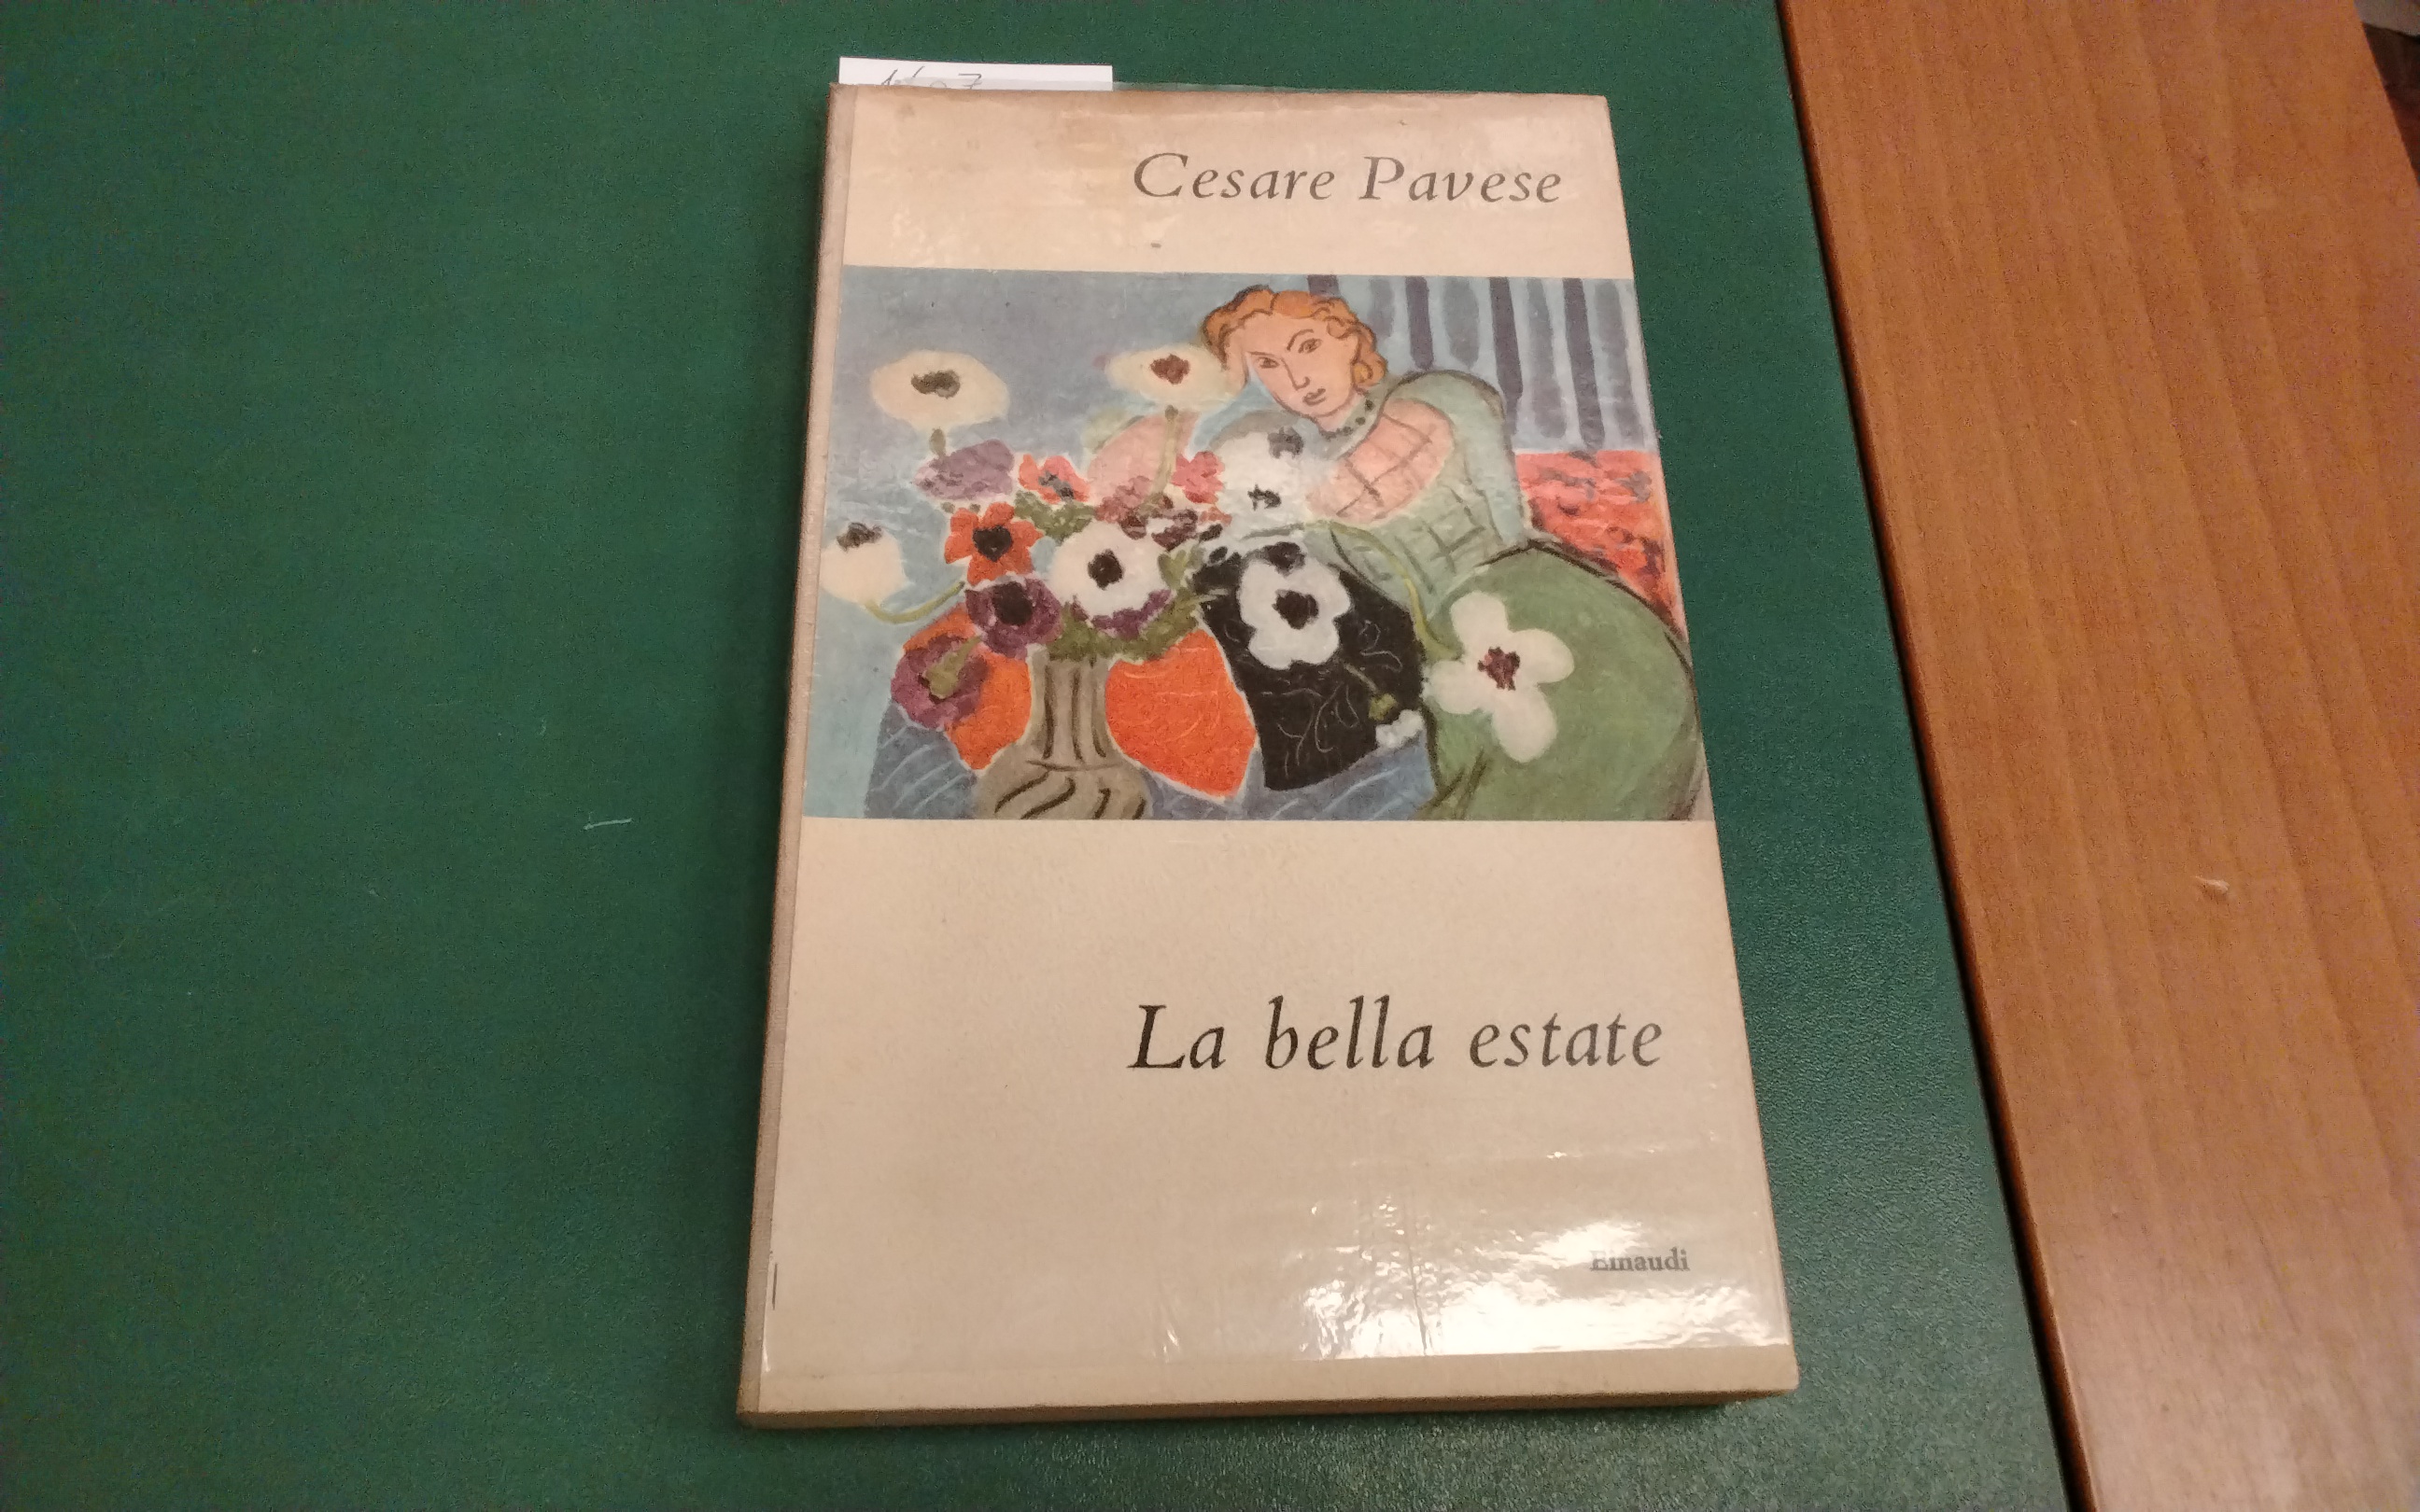 Cesare Pavese
La bella estate
Einaudi